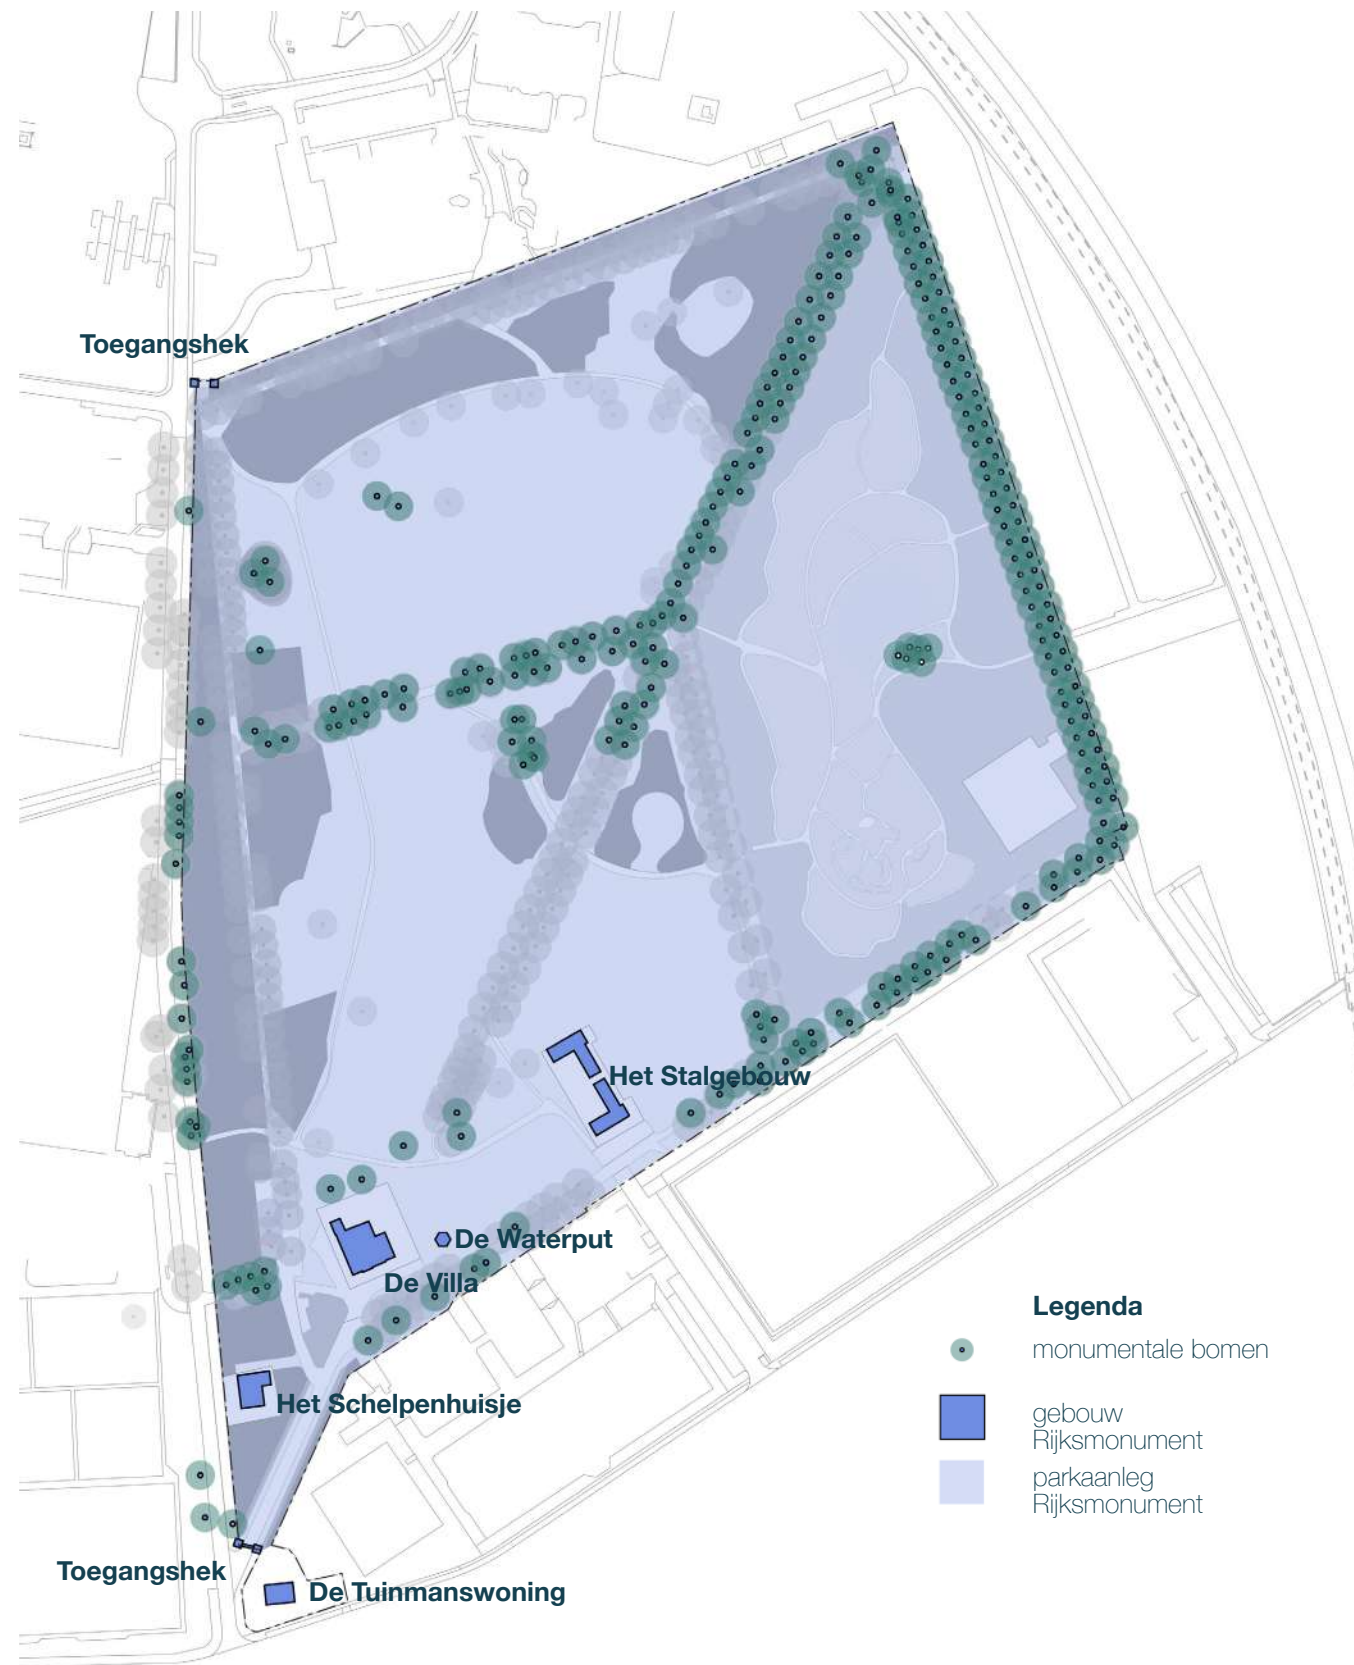 Toegangshek
Het Stalgebouw
De Waterput
De Villa
Het Schelpenhuisje
Toegangshek
De Tuinmanswoning
Legenda
monumentale bomen
gebouw
Rijksmonument
parkaanleg
Rijksmonument